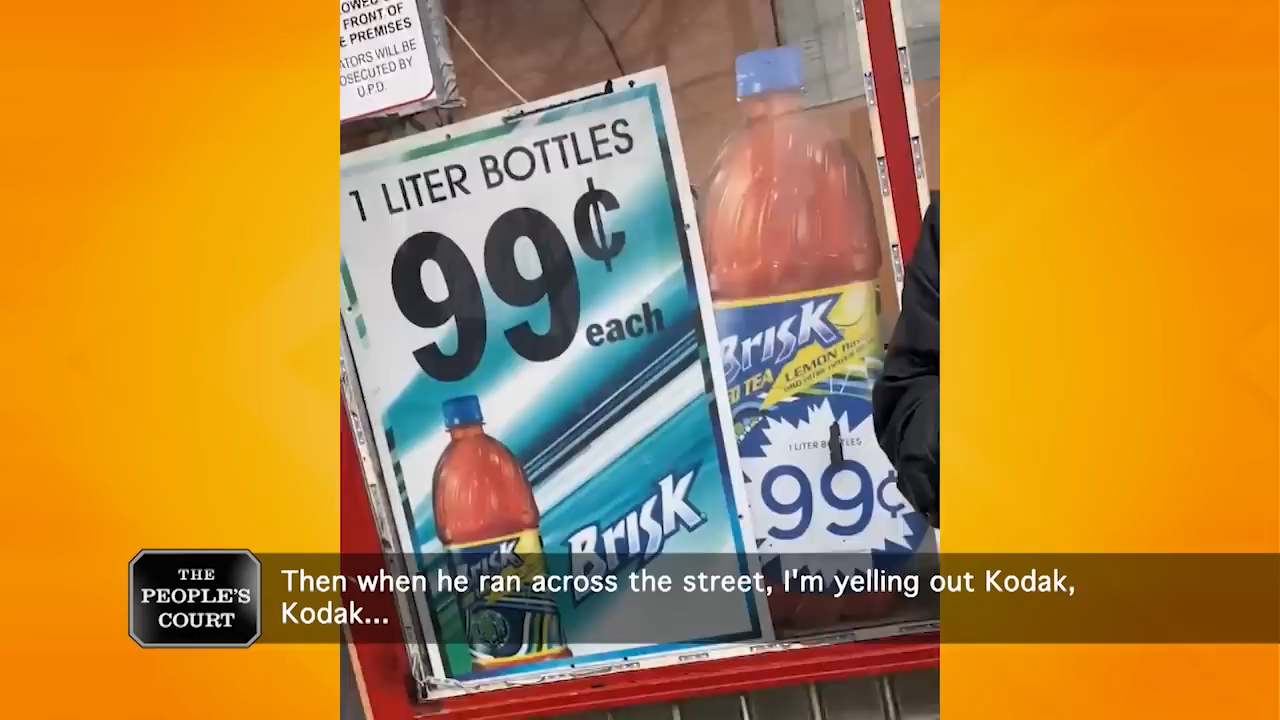 FRONT OF
E PREMISES
ATORS WILL BE
OSECUTED BY
U.P.D.
1 LITER BOTTLES
99¢
each
Brisk
Brisk
Brisk
TEA LEMON
1 LITER BOTTLES
99¢
THE
PEOPLE'S
COURT
Then when he ran across the street, I'm yelling out Kodak,
Kodak...